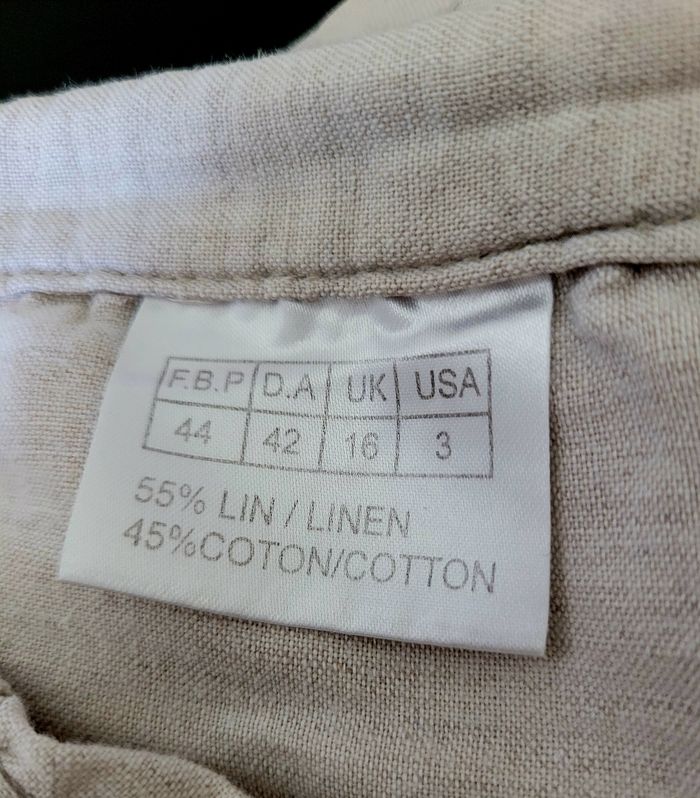 F.B.P D.A UK USA
44 42 16 3
55% LIN / LINEN
45%COTON/COTTON